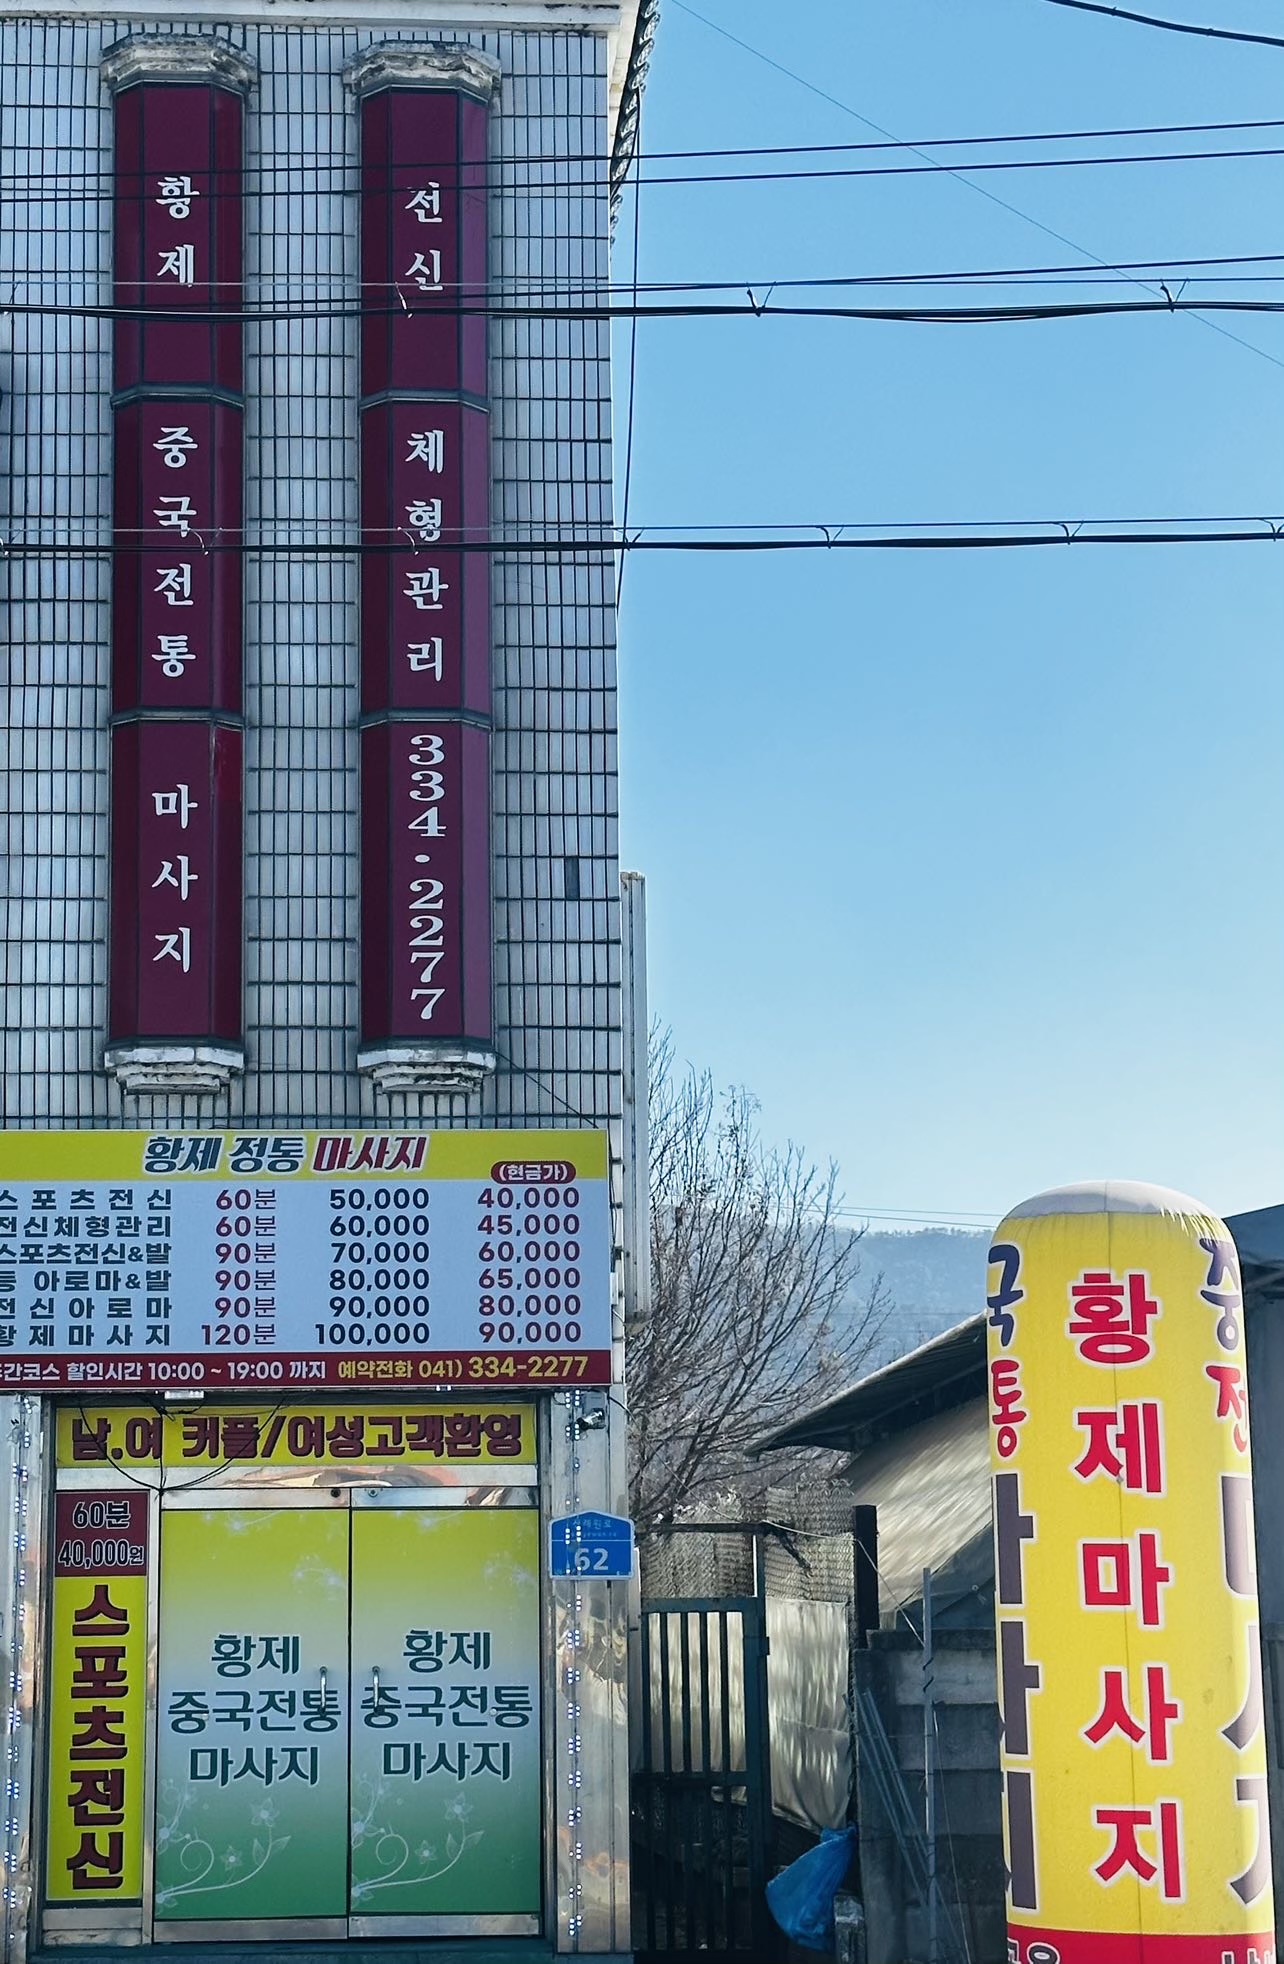 황제 중국전통 마사지
전신 체형관리 334·2277
황제 정통 마사지
(현금가)
스포츠전신 60분 50,000 40,000
전신체형관리 60분 60,000 45,000
스포츠전신&발 90분 70,000 60,000
아로마&발 90분 80,000 65,000
전신아로마 90분 90,000 80,000
황제마사지 120분 100,000 90,000
할인시간 10:00 ~ 19:00 까지 예약전화 041) 334-2277
남.여 커플/여성고객환영
60분
40,000원
스포츠전신
황제
중국전통
마사지
황제
중국전통
마사지
62
황제마사지